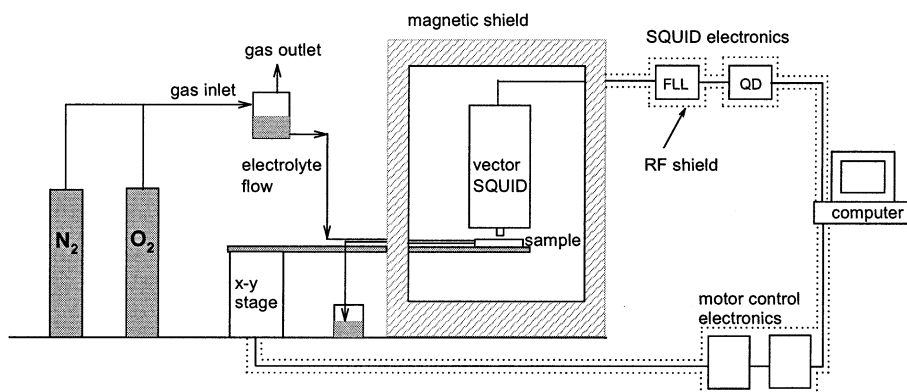 magnetic shield
gas outlet
gas inlet
SQUID electronics
FLL
QD
RF shield
electrolyte
flow
vector
SQUID
sample
computer
N₂
O₂
x-y
stage
motor control
electronics